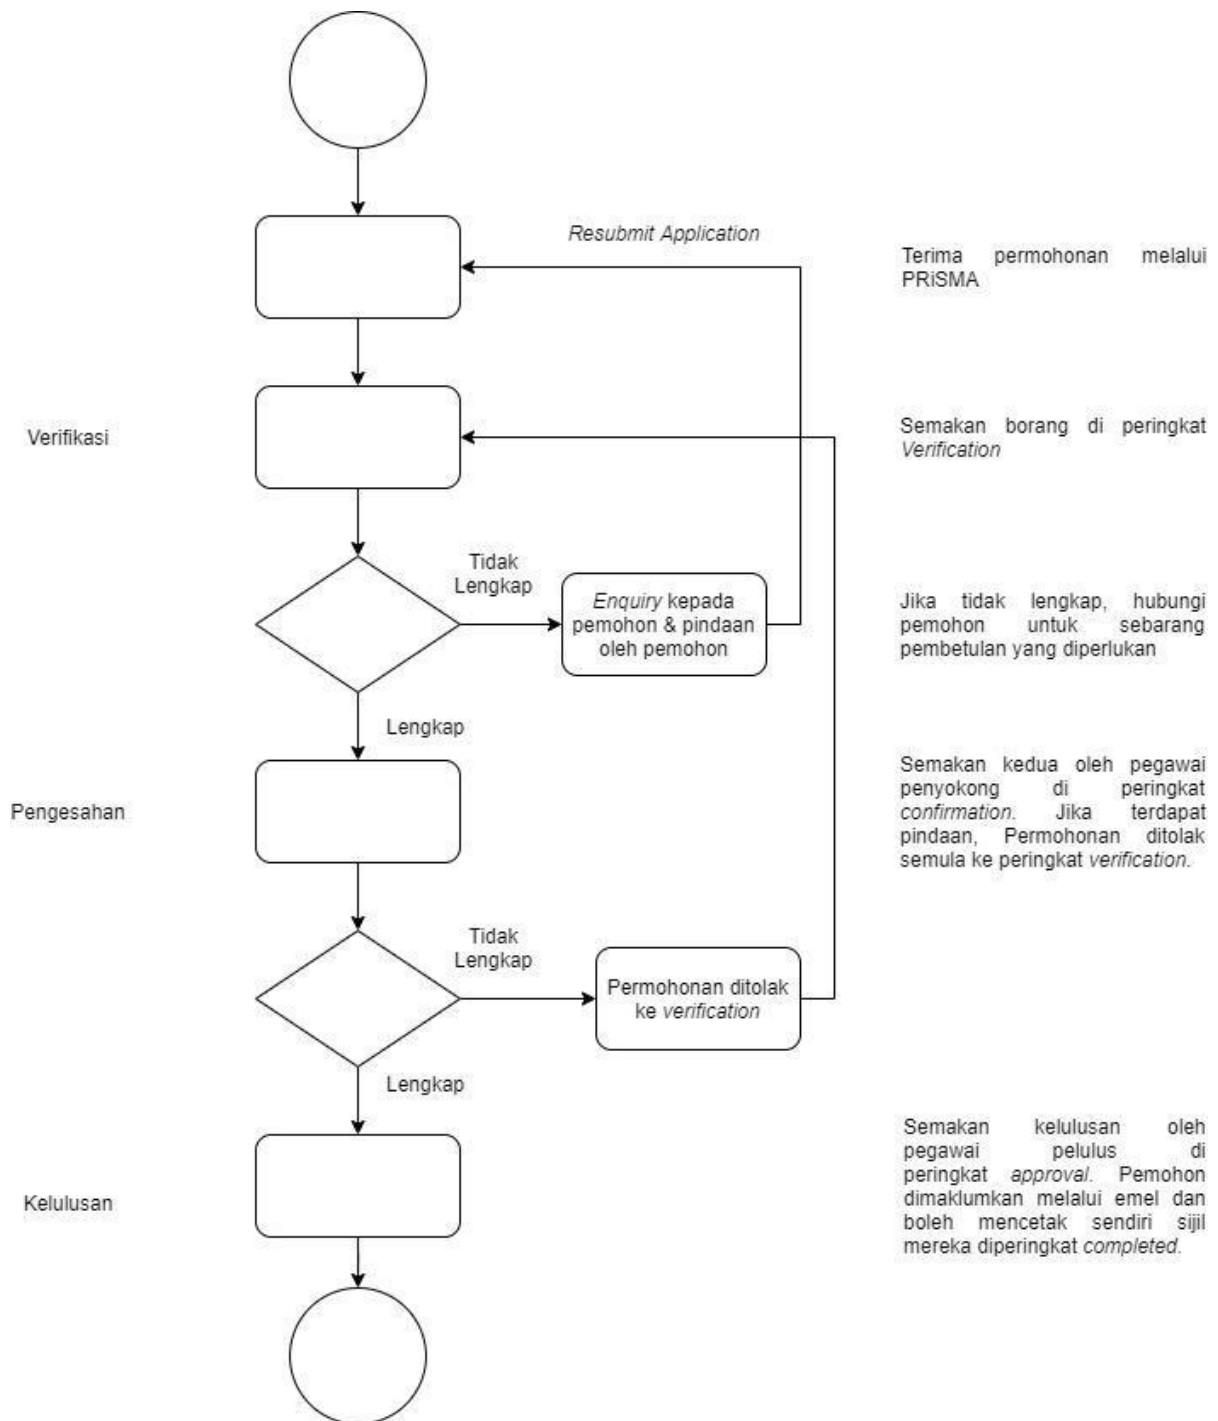 Resubmit Application
Terima permohonan melalui
PRiSMA
Verifikasi
Semakan borang di peringkat
Verification
Tidak
Lengkap
Enquiry kepada
pemohon & pindaan
oleh pemohon
Jika tidak lengkap, hubungi
pemohon untuk sebarang
pembetulan yang diperlukan
Lengkap
Pengesahan
Semakan kedua oleh pegawai
penyokong di peringkat
confirmation. Jika terdapat
pindaan, Permohonan ditolak
semula ke peringkat verification.
Tidak
Lengkap
Permohonan ditolak
ke verification
Lengkap
Kelulusan
Semakan kelulusan oleh
pegawai pelulus di
peringkat approval. Pemohon
dimaklumkan melalui emel dan
boleh mencetak sendiri sijil
mereka diperingkat completed.